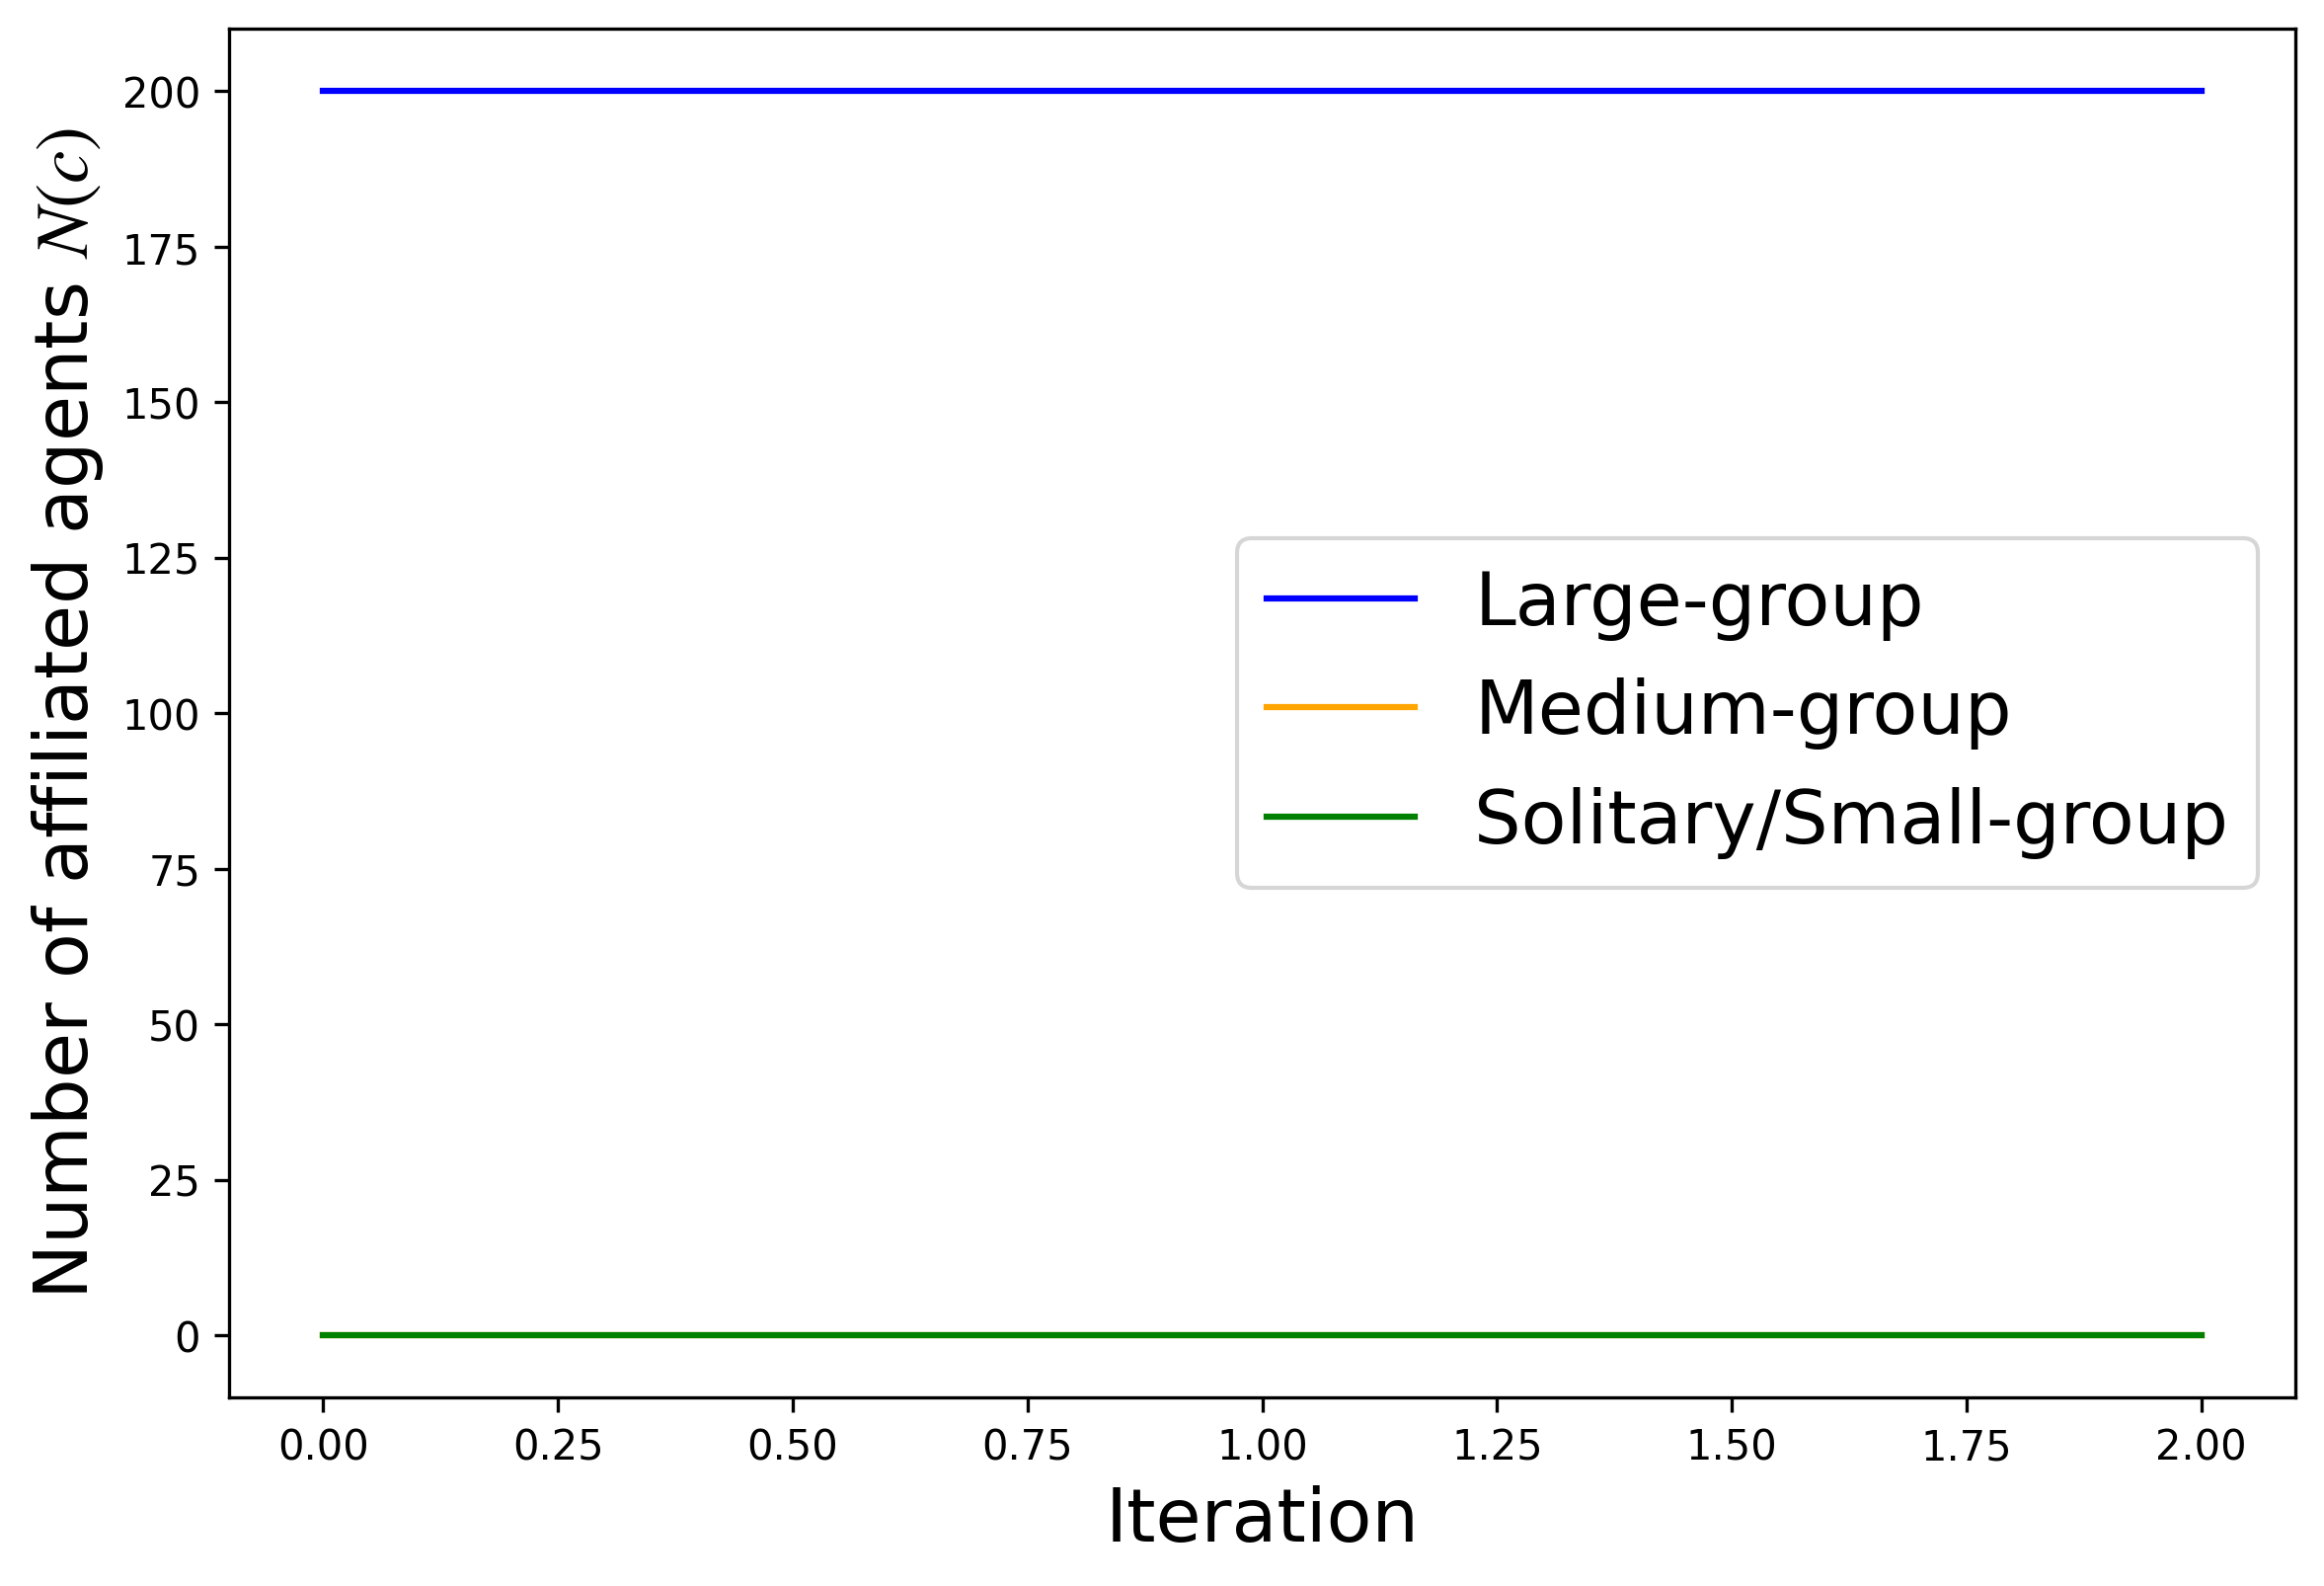 Number of affiliated agents N(c)
200
175
150
125
100
75
50
25
0
Large-group
Medium-group
Solitary/Small-group
0.00 0.25 0.50 0.75 1.00 1.25 1.50 1.75 2.00
Iteration